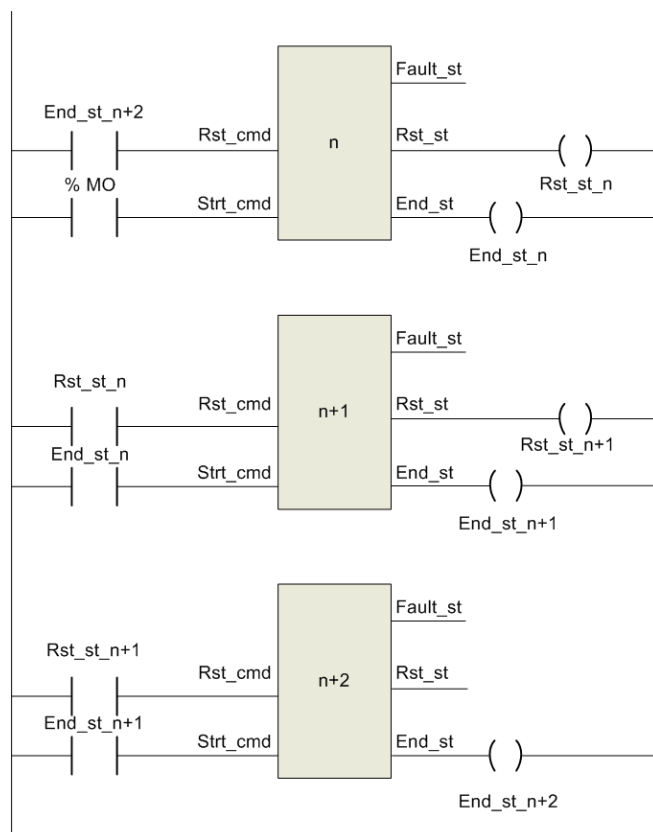 Fault_st
End_st_n+2
Rst_cmd
n
Rst_st
% MO
Rst_st_n
Strt_cmd
End_st
End_st_n
Fault_st
Rst_st_n
Rst_cmd
n+1
Rst_st
End_st_n
Rst_st_n+1
Strt_cmd
End_st
End_st_n+1
Fault_st
Rst_st_n+1
Rst_cmd
n+2
Rst_st
End_st_n+1
Strt_cmd
End_st
End_st_n+2